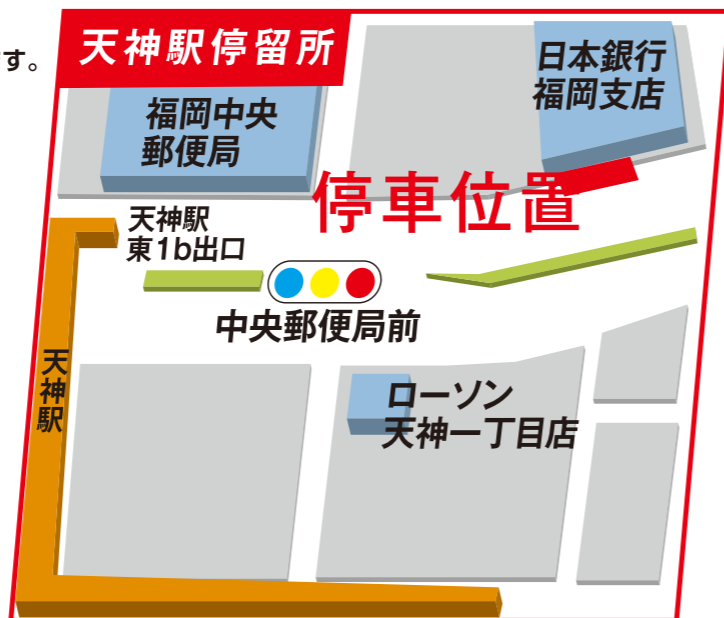 す。
天神駅停留所
日本銀行
福岡支店
福岡中央
郵便局
停車位置
天神駅
東1b出口
中央郵便局前
天神駅
ローソン
天神一丁目店